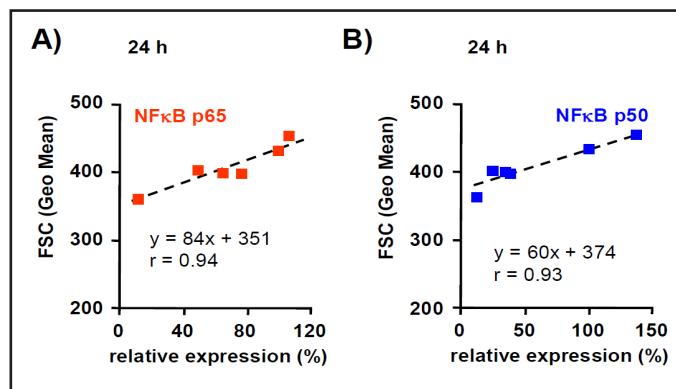 A)
24 h
NFκB p65
FSC (Geo Mean)
500
400
300
200
y = 84x + 351
r = 0.94
0
40
80
120
relative expression (%)
B)
24 h
NFκB p50
FSC (Geo Mean)
500
400
300
200
y = 60x + 374
r = 0.93
0
50
100
150
relative expression (%)